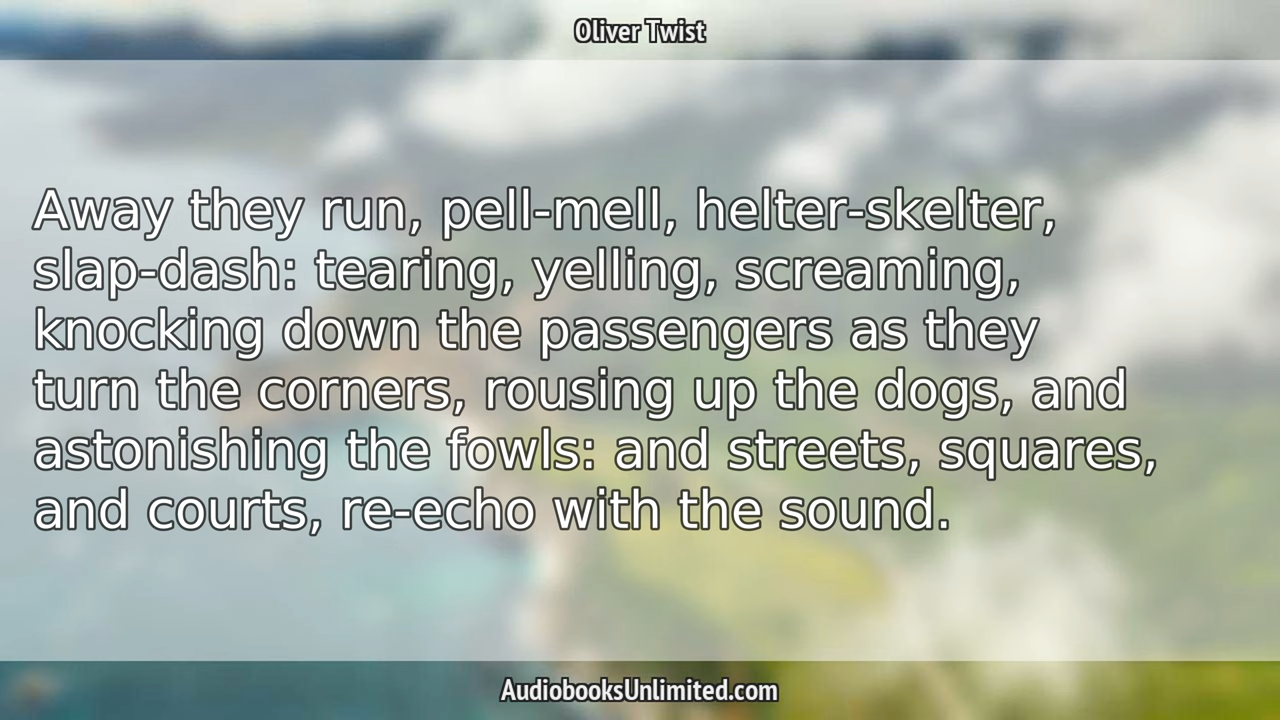 Oliver Twist
Away they run, pell-mell, helter-skelter,
slap-dash: tearing, yelling, screaming,
knocking down the passengers as they
turn the corners, rousing up the dogs, and
astonishing the fowls: and streets, squares,
and courts, re-echo with the sound.
AudiobooksUnlimited.com